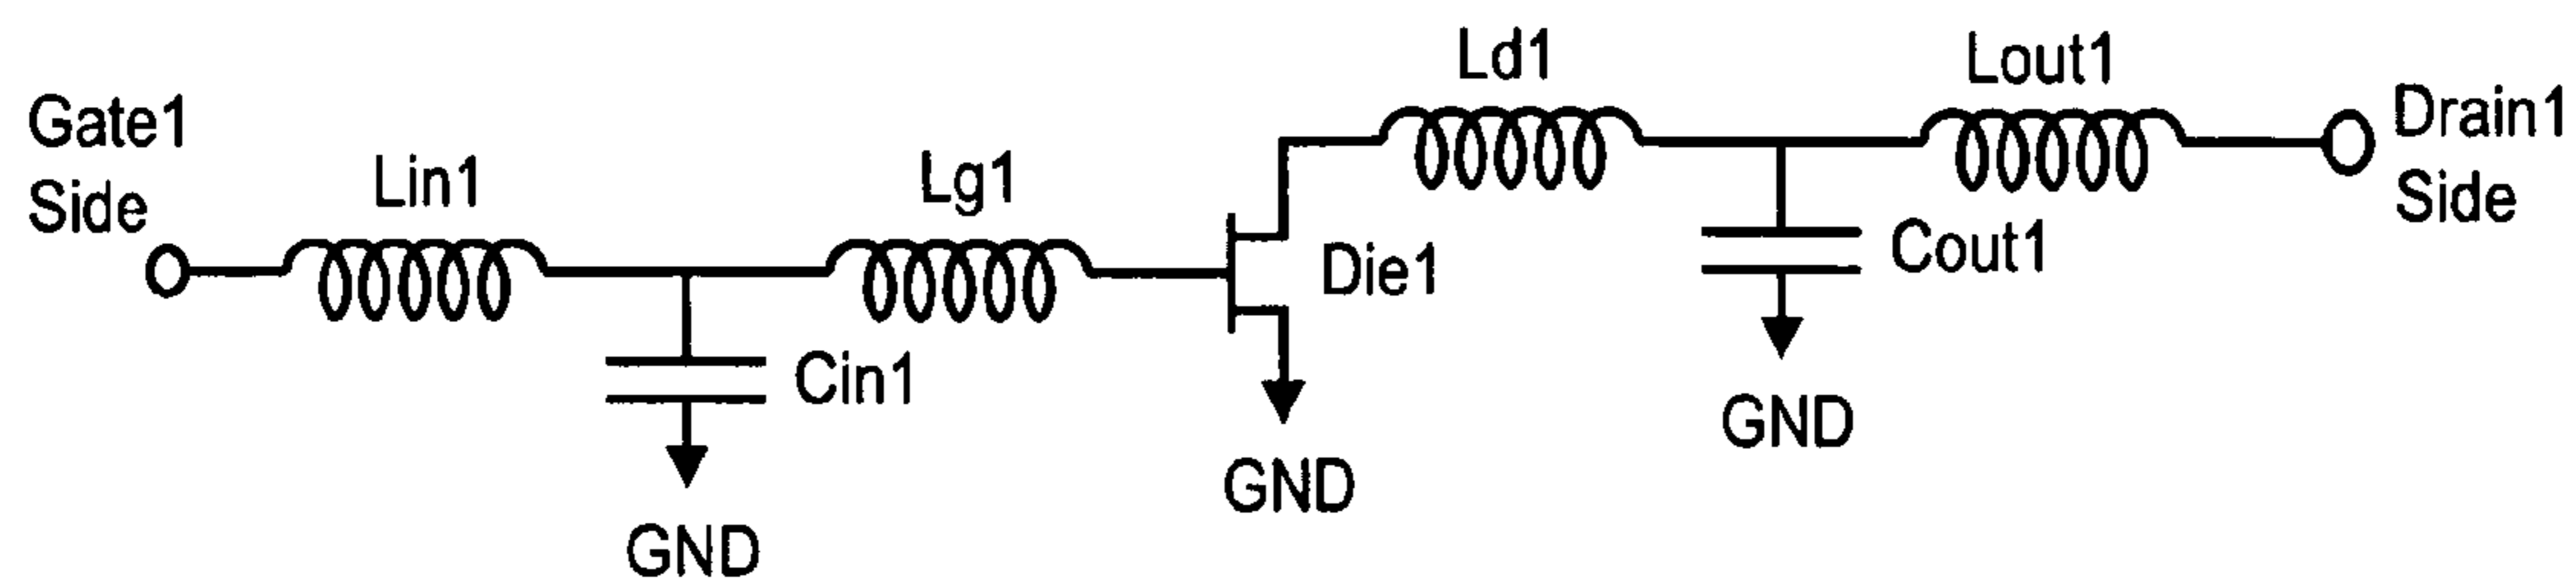 Gate1
Side
Lin1
Cin1
GND
Lg1
Die1
GND
Ld1
Cout1
GND
Lout1
Drain1
Side